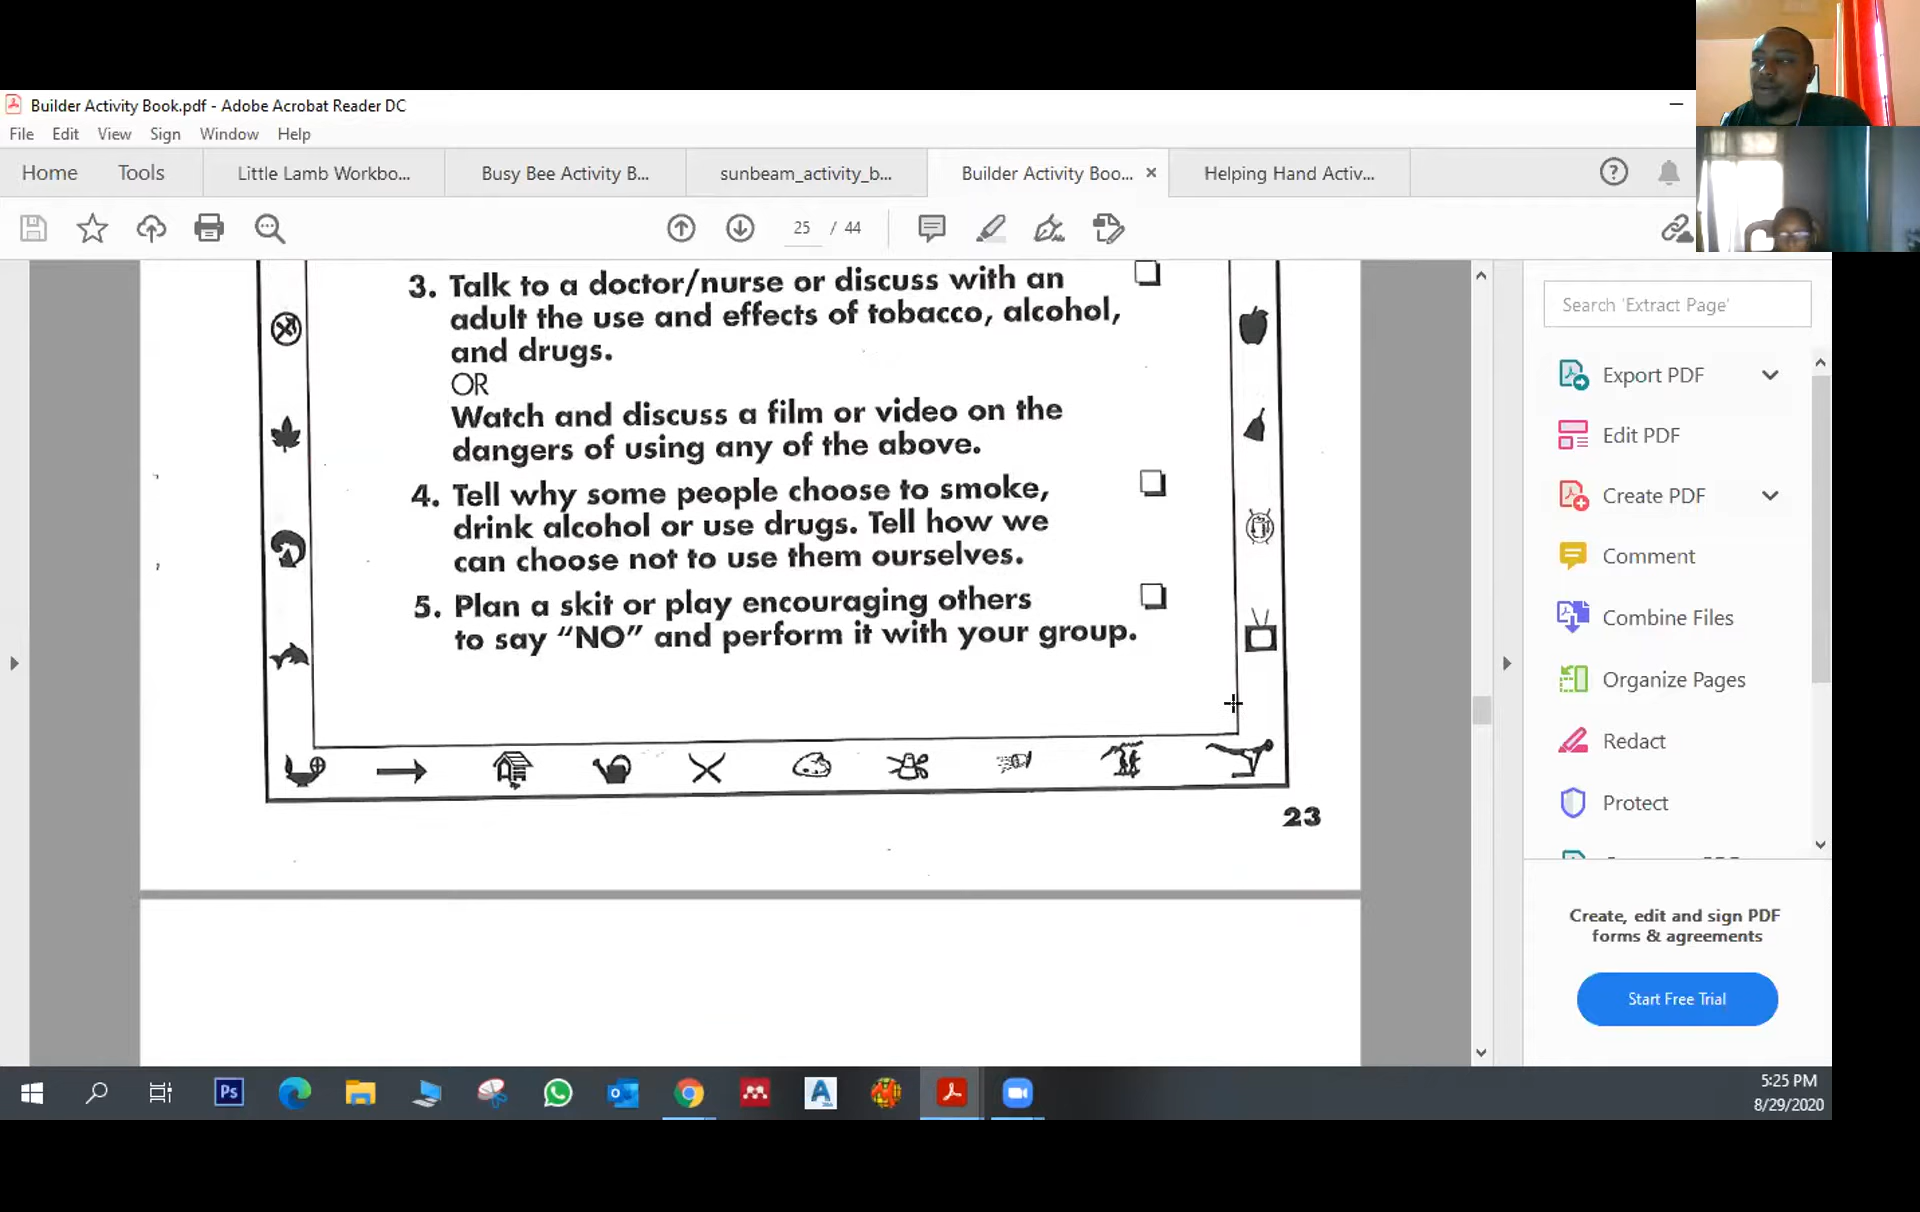 Builder Activity Book.pdf - Adobe Acrobat Reader DC
File Edit View Sign Window Help
Home Tools Little Lamb Workbo... Busy Bee Activity B... sunbeam_activity_b... Builder Activity Boo... Helping Hand Activ...
25 / 44
3. Talk to a doctor/nurse or discuss with an
adult the use and effects of tobacco, alcohol,
and drugs.
OR
Watch and discuss a film or video on the
dangers of using any of the above.
4. Tell why some people choose to smoke,
drink alcohol or use drugs. Tell how we
can choose not to use them ourselves.
5. Plan a skit or play encouraging others
to say “NO” and perform it with your group.
23
Search 'Extract Page'
Export PDF
Edit PDF
Create PDF
Comment
Combine Files
Organize Pages
Redact
Protect
Create, edit and sign PDF
forms & agreements
Start Free Trial
Ps
5:25 PM
8/29/2020